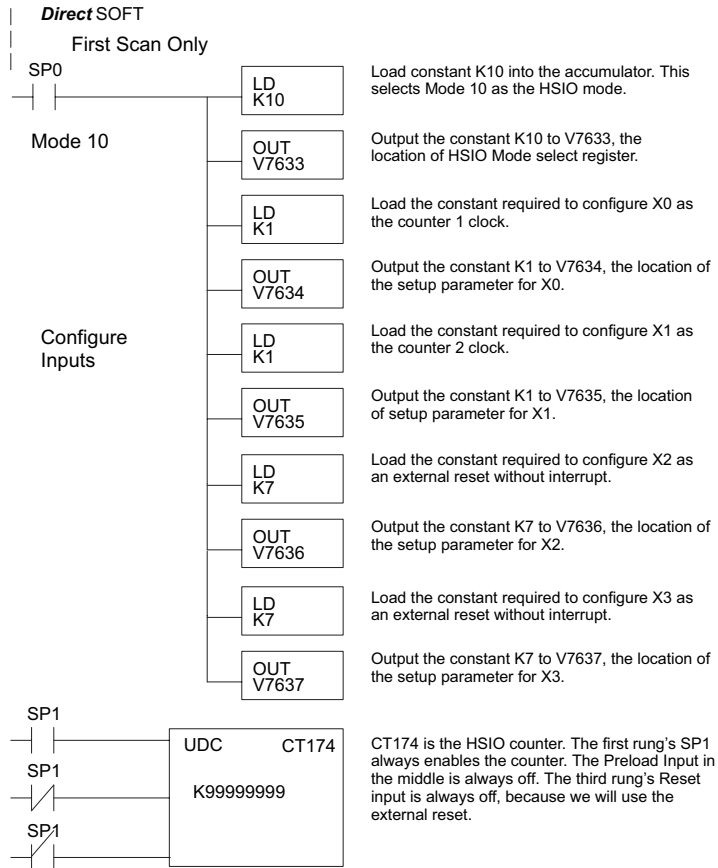 DirectSOFT
First Scan Only
SP0
LD
K10
Load constant K10 into the accumulator. This
selects Mode 10 as the HSIO mode.
Mode 10
OUT
V7633
Output the constant K10 to V7633, the
location of HSIO Mode select register.
LD
K1
Load the constant required to configure X0 as
the counter 1 clock.
OUT
V7634
Output the constant K1 to V7634, the location of
the setup parameter for X0.
Configure
Inputs
LD
K1
Load the constant required to configure X1 as
the counter 2 clock.
OUT
V7635
Output the constant K1 to V7635, the location
of setup parameter for X1.
LD
K7
Load the constant required to configure X2 as
an external reset without interrupt.
OUT
V7636
Output the constant K7 to V7636, the location of
the setup parameter for X2.
LD
K7
Load the constant required to configure X3 as
an external reset without interrupt.
OUT
V7637
Output the constant K7 to V7637, the location of
the setup parameter for X3.
SP1
UDC CT174
SP1
K99999999
SP1
CT174 is the HSIO counter. The first rung’s SP1
always enables the counter. The Preload Input in
the middle is always off. The third rung’s Reset
input is always off, because we will use the
external reset.